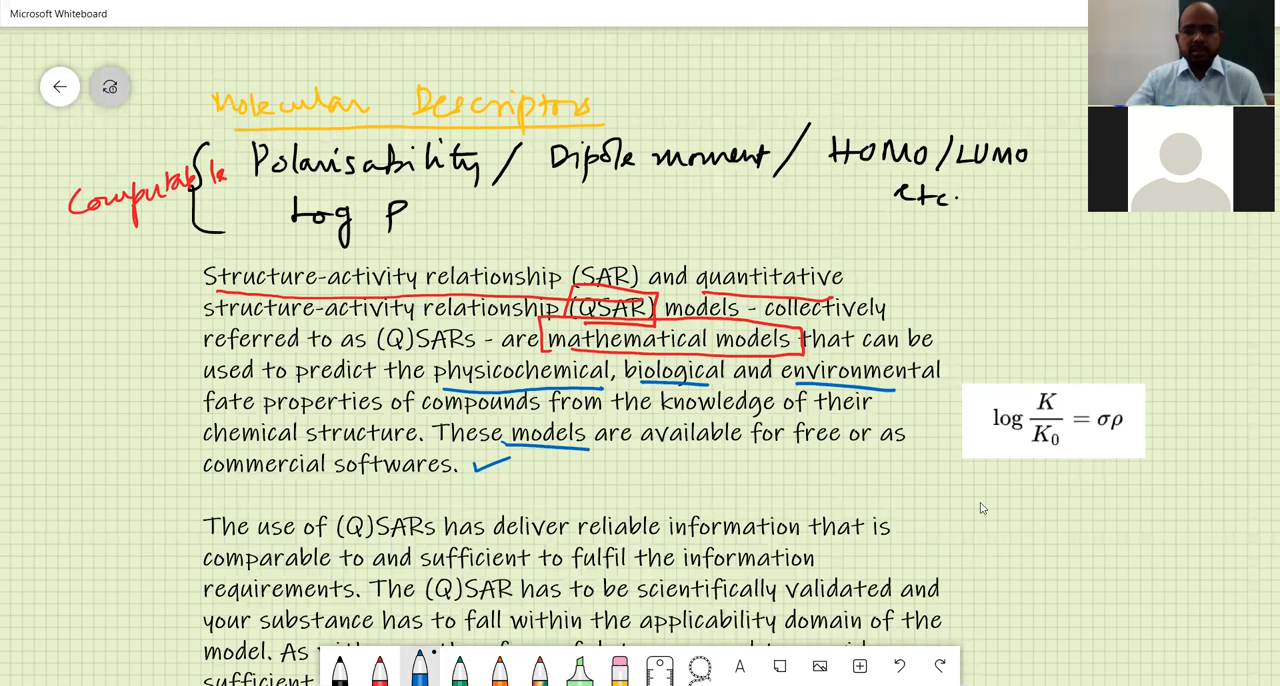 Microsoft Whiteboard
Molecular Descriptors
Computable
Polarisability / Dipole moment / HOMO/LUMO
etc.
Log P
Structure-activity relationship (SAR) and quantitative
structure-activity relationship (QSAR) models - collectively
referred to as (Q)SARs - are mathematical models that can be
used to predict the physicochemical, biological and environmental
fate properties of compounds from the knowledge of their
chemical structure. These models are available for free or as
commercial softwares.
log K/K₀ = σρ
The use of (Q)SARs has deliver reliable information that is
comparable to and sufficient to fulfil the information
requirements. The (Q)SAR has to be scientifically validated and
your substance has to fall within the applicability domain of the
model. As
sufficient
A